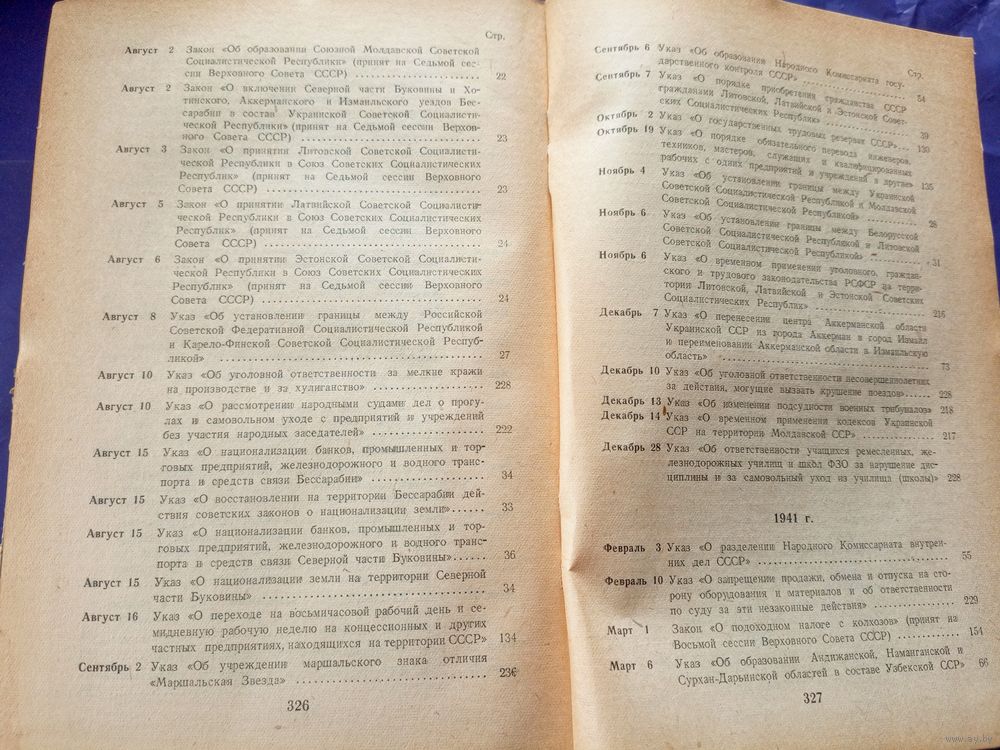 Стр.
Август 2 Закон «Об образовании Союзной Молдавской Советской
Социалистической Республики» (принят на Седьмой сес-
сии Верховного Совета СССР) . . . . . . . . . . 22
Август 2 Закон «О включении Северной части Буковины и Хо-
тинского, Аккерманского и Измаильского уездов Бес-
сарабии в состав Украинской Советской Социалисти-
ческой Республики» (принят на Седьмой сессии Верхов-
ного Совета СССР) . . . . . . . . . . 23
Август 3 Закон «О принятии Литовской Советской Социалисти-
ческой Республики в Союз Советских Социалистических
Республик» (принят на Седьмой сессии Верховного
Совета СССР) . . . . . . . . . . 23
Август 5 Закон «О принятии Латвийской Советской Социалисти-
ческой Республики в Союз Советских Социалистических
Республик» (принят на Седьмой сессии Верховного
Совета СССР) . . . . . . . . . . 24
Август 6 Закон «О принятии Эстонской Советской Социалисти-
ческой Республики в Союз Советских Социалистических
Республик» (принят на Седьмой сессии Верховного
Совета СССР) . . . . . . . . . . 24
Август 8 Указ «Об установлении границы между Российской
Советской Федеративной Социалистической Республикой
и Карело-Финской Советской Социалистической Респуб-
ликой» . . . . . . . . . . 27
Август 10 Указ «Об уголовной ответственности за мелкие кражи
на производстве и за хулиганство» . . . . . . . . . . 228
Август 10 Указ «О рассмотрении народными судами дел о прогу-
лах и самовольном уходе с предприятий и учреждений
без участия народных заседателей» . . . . . . . . . . 222
Август 15 Указ «О национализации банков, промышленных и тор-
говых предприятий, железнодорожного и водного транс-
порта и средств связи Бессарабии» . . . . . . . . . . 34
Август 15 Указ «О восстановлении на территории Бессарабии дей-
ствия советских законов о национализации земли» . . . . . 33
Август 15 Указ «О национализации банков, промышленных и тор-
говых предприятий, железнодорожного и водного транс-
порта и средств связи Северной части Буковины» . . . . . 36
Август 15 Указ «О национализации земли на территории Северной
части Буковины» . . . . . . . . . . 34
Август 16 Указ «О переходе на восьмичасовой рабочий день и се-
мидневную рабочую неделю на концессионных и других
частных предприятиях, находящихся на территории СССР» 134
Сентябрь 2 Указ «Об учреждении маршальского знака отличия
«Маршальская Звезда» . . . . . . . . . . 236
326
Стр.
Сентябрь 6 Указ «Об образовании Народного Комиссариата госу-
дарственного контроля СССР» . . . . . . . . . . 54
Сентябрь 7 Указ «О порядке приобретения гражданства СССР
гражданами Литовской, Латвийской и Эстонской Совет-
ских Социалистических Республик» . . . . . . . . . . 39
Октябрь 2 Указ «О государственных трудовых резервах СССР» . . . 130
Октябрь 19 Указ «О порядке обязательного перевода инженеров,
техников, мастеров, служащих и квалифицированных
рабочих с одних предприятий и учреждений в другие» 135
Ноябрь 4 Указ «Об установлении границы между Украинской
Советской Социалистической Республикой и Молдавской
Советской Социалистической Республикой» . . . . . . . . . . 28
Ноябрь 6 Указ «Об установлении границы между Белорусской
Советской Социалистической Республикой и Литовской
Советской Социалистической Республикой» . . . . . . . . . . 31
Ноябрь 6 Указ «О временном применении уголовного, граждан-
ского и трудового законодательства РСФСР на терри-
тории Литовской, Латвийской и Эстонской Советских
Социалистических Республик» . . . . . . . . . . 216
Декабрь 7 Указ «О перенесении центра Аккерманской области
Украинской ССР из города Аккерман в город Измаил
и переименовании Аккерманской области в Измаильскую
область» . . . . . . . . . . 73
Декабрь 10 Указ «Об уголовной ответственности несовершеннолетних
за действия, могущие вызвать крушение поездов» . . . . . 228
Декабрь 13 Указ «Об изменении подсудности военных трибуналов» 218
Декабрь 14 Указ «О временном применении кодексов Украинской
ССР на территории Молдавской ССР» . . . . . . . . . . 217
Декабрь 28 Указ «Об ответственности учащихся ремесленных, же-
лезнодорожных училищ и школ ФЗО за нарушение дис-
циплины и за самовольный уход из училища (школы)» 228
1941 г.
Февраль 3 Указ «О разделении Народного Комиссариата внутрен-
них дел СССР» . . . . . . . . . . 55
Февраль 10 Указ «О запрещении продажи, обмена и отпуска на сто-
рону оборудования и материалов и об ответственности
по суду за эти незаконные действия» . . . . . . . . . . 229
Март 1 Закон «О подоходном налоге с колхозов» (принят на
Восьмой сессии Верховного Совета СССР) . . . . . . . . . . 154
Март 6 Указ «Об образовании Андижанской, Наманганской и
Сурхан-Дарьинской областей в составе Узбекской ССР» 66
327
www.ay.by